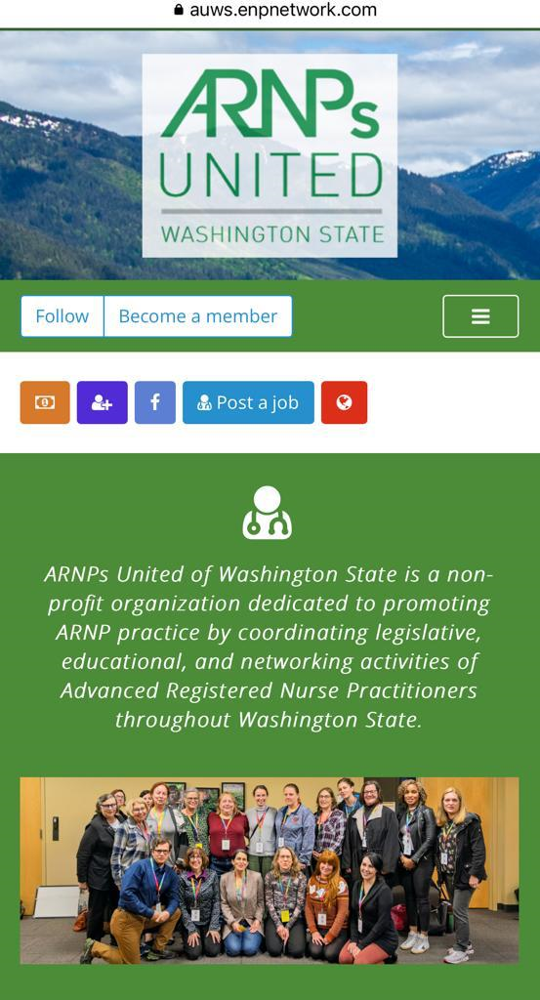 auws.enpnetwork.com
ARNPs
UNITED
WASHINGTON STATE
Follow
Become a member
Post a job
ARNPs United of Washington State is a non-
profit organization dedicated to promoting
ARNP practice by coordinating legislative,
educational, and networking activities of
Advanced Registered Nurse Practitioners
throughout Washington State.